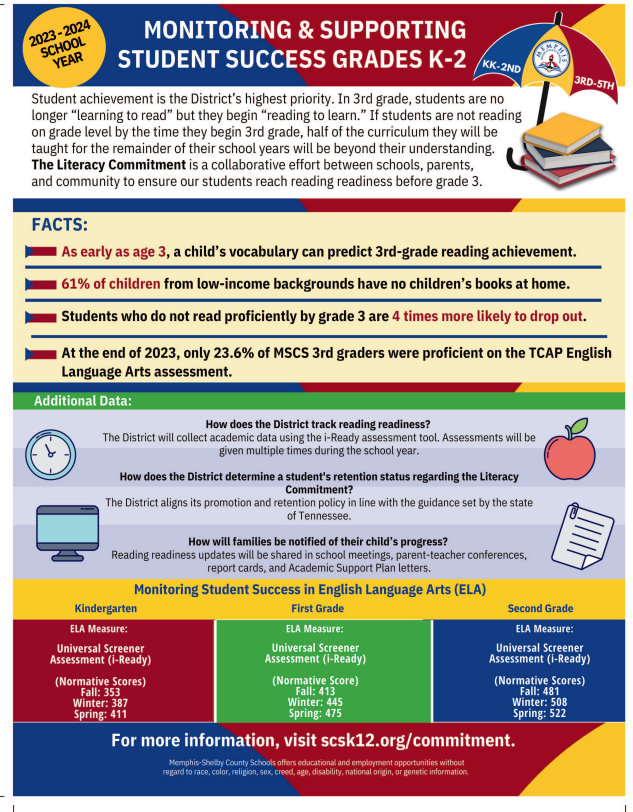 2023 - 2024
SCHOOL
YEAR
MONITORING & SUPPORTING
STUDENT SUCCESS GRADES K-2
MEMPHIS
KK-2ND
3RD-5TH
Student achievement is the District's highest priority. In 3rd grade, students are no
longer "learning to read" but they begin "reading to learn." If students are not reading
on grade level by the time they begin 3rd grade, half of the curriculum they will be
taught for the remainder of their school years will be beyond their understanding.
The Literacy Commitment is a collaborative effort between schools, parents,
and community to ensure our students reach reading readiness before grade 3.
FACTS:
As early as age 3, a child's vocabulary can predict 3rd-grade reading achievement.
61% of children from low-income backgrounds have no children's books at home.
Students who do not read proficiently by grade 3 are 4 times more likely to drop out.
At the end of 2023, only 23.6% of MSCS 3rd graders were proficient on the TCAP English
Language Arts assessment.
Additional Data:
How does the District track reading readiness?
The District will collect academic data using the i-Ready assessment tool. Assessments will be
given multiple times during the school year.
How does the District determine a student's retention status regarding the Literacy
Commitment?
The District aligns its promotion and retention policy in line with the guidance set by the state
of Tennessee.
How will families be notified of their child's progress?
Reading readiness updates will be shared in school meetings, parent-teacher conferences,
report cards, and Academic Support Plan letters.
Monitoring Student Success in English Language Arts (ELA)
Kindergarten
ELA Measure:
Universal Screener
Assessment (i-Ready)
(Normative Scores)
Fall: 353
Winter: 387
Spring: 411
First Grade
ELA Measure:
Universal Screener
Assessment (i-Ready)
(Normative Score)
Fall: 413
Winter: 445
Spring: 475
Second Grade
ELA Measure:
Universal Screener
Assessment (i-Ready)
(Normative Scores)
Fall: 481
Winter: 508
Spring: 522
For more information, visit scsk12.org/commitment.
Memphis-Shelby County Schools offers educational and employment opportunities without
regard to race, color, religion, sex, creed, age, disability, national origin, or genetic information.